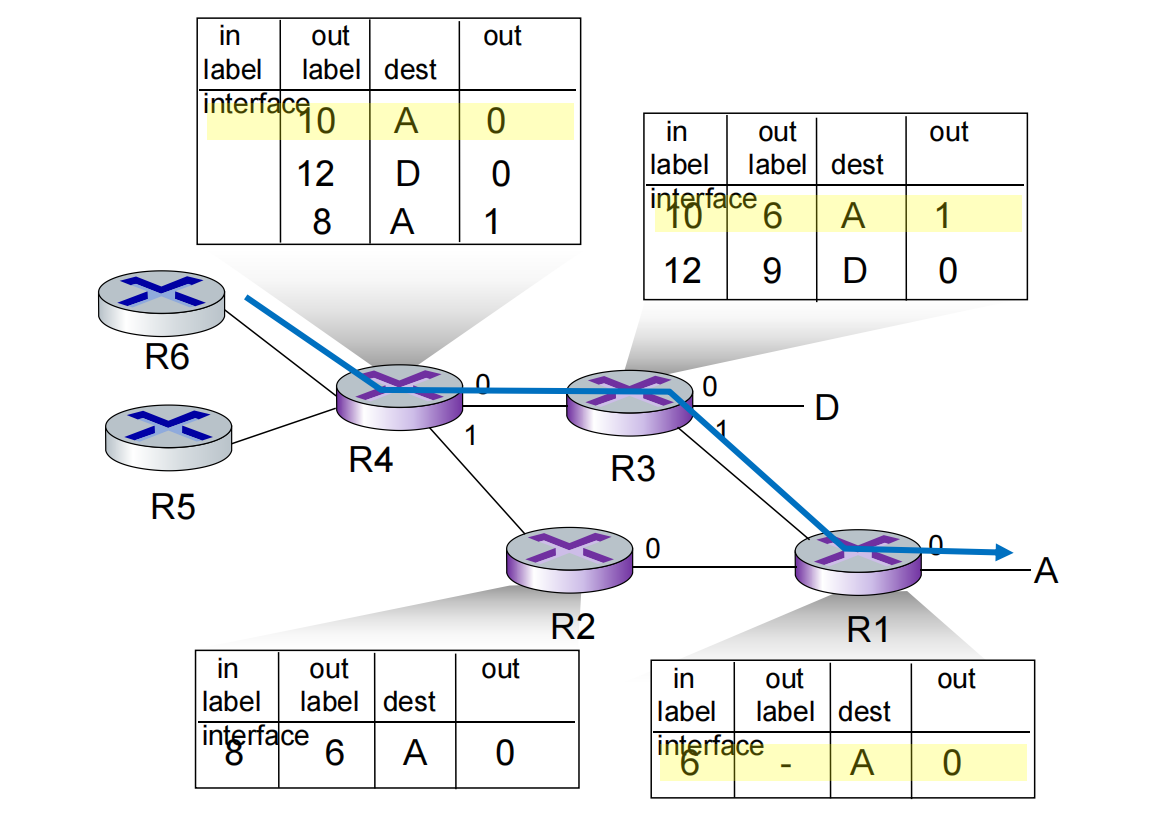 in out out
label label dest
interface
10 A 0
12 D 0
8 A 1
in out out
label label dest
interface
10 6 A 1
12 9 D 0
R6
R5
R4
0
1
R3
0
1
D
R2
0
R1
0
A
in out out
label label dest
interface
8 6 A 0
in out out
label label dest
interface
6 - A 0